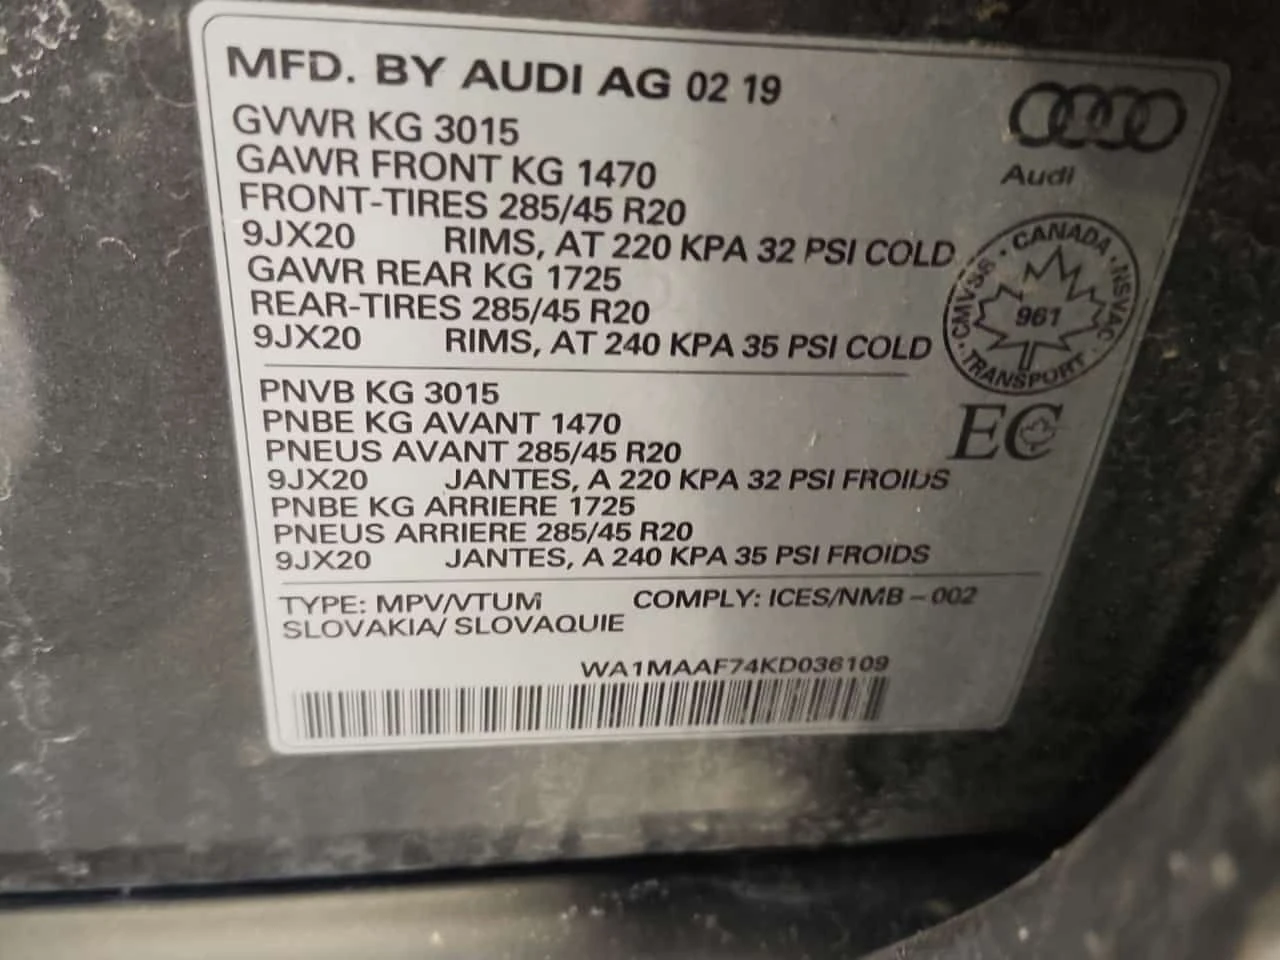 MFD. BY AUDI AG 02 19
Audi
GVWR KG 3015
GAWR FRONT KG 1470
FRONT-TIRES 285/45 R20
9JX20 RIMS, AT 220 KPA 32 PSI COLD
GAWR REAR KG 1725
REAR-TIRES 285/45 R20
9JX20 RIMS, AT 240 KPA 35 PSI COLD
CANADA · NSVAC · TRANSPORT · CMVSS ·
961
EC
PNVB KG 3015
PNBE KG AVANT 1470
PNEUS AVANT 285/45 R20
9JX20 JANTES, A 220 KPA 32 PSI FROIDS
PNBE KG ARRIERE 1725
PNEUS ARRIERE 285/45 R20
9JX20 JANTES, A 240 KPA 35 PSI FROIDS
TYPE: MPV/VTUM COMPLY: ICES/NMB-002
SLOVAKIA/ SLOVAQUIE
WA1MAAF74KD036109